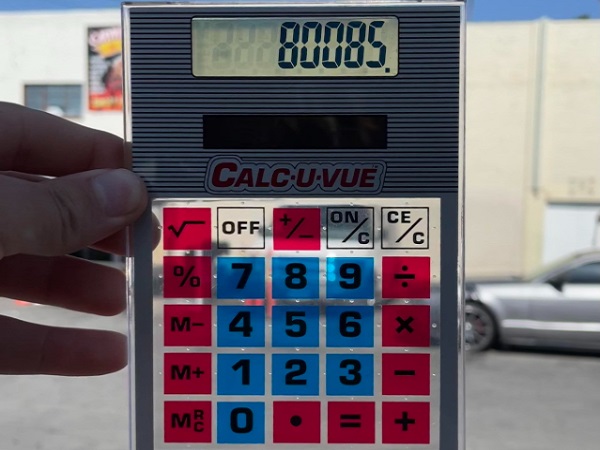 80085.
CALC·U·VUE
√ OFF +/− ON/C CE/C
% 7 8 9 ÷
M− 4 5 6 ×
M+ 1 2 3 −
MRC 0 • = +